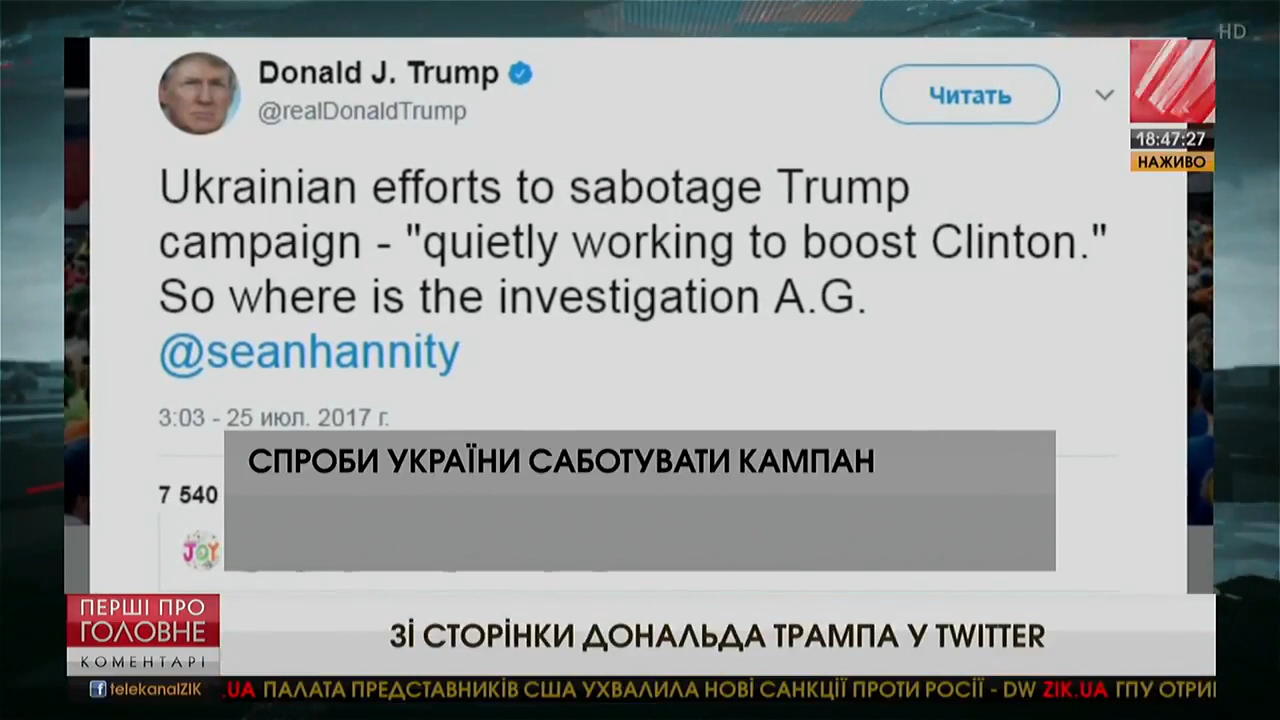 HD
Donald J. Trump
@realDonaldTrump
Читать
18:47:27
НАЖИВО
Ukrainian efforts to sabotage Trump
campaign - "quietly working to boost Clinton."
So where is the investigation A.G.
@seanhannity
3:03 - 25 июл. 2017 г.
СПРОБИ УКРАЇНИ САБОТУВАТИ КАМПАН
7 540
JOY
ПЕРШІ ПРО
ГОЛОВНЕ
КОМЕНТАРІ
ЗІ СТОРІНКИ ДОНАЛЬДА ТРАМПА У TWITTER
telekanalZIK .UA ПАЛАТА ПРЕДСТАВНИКІВ США УХВАЛИЛА НОВІ САНКЦІЇ ПРОТИ РОСІЇ - DW ZIK.UA ГПУ